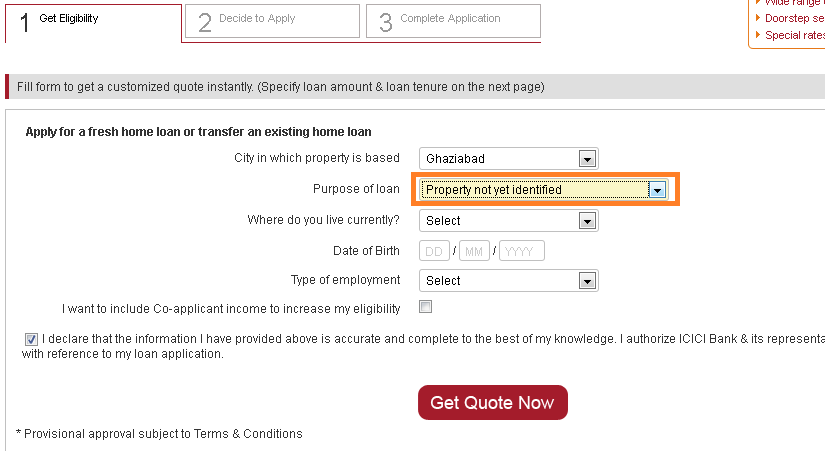 1 Get Eligibility
2 Decide to Apply
3 Complete Application
Wide range
Doorstep se
Special rates
Fill form to get a customized quote instantly. (Specify loan amount & loan tenure on the next page)
Apply for a fresh home loan or transfer an existing home loan
City in which property is based Ghaziabad
Purpose of loan Property not yet identified
Where do you live currently? Select
Date of Birth DD / MM / YYYY
Type of employment Select
I want to include Co-applicant income to increase my eligibility
I declare that the information I have provided above is accurate and complete to the best of my knowledge. I authorize ICICI Bank & its representa
with reference to my loan application.
Get Quote Now
* Provisional approval subject to Terms & Conditions